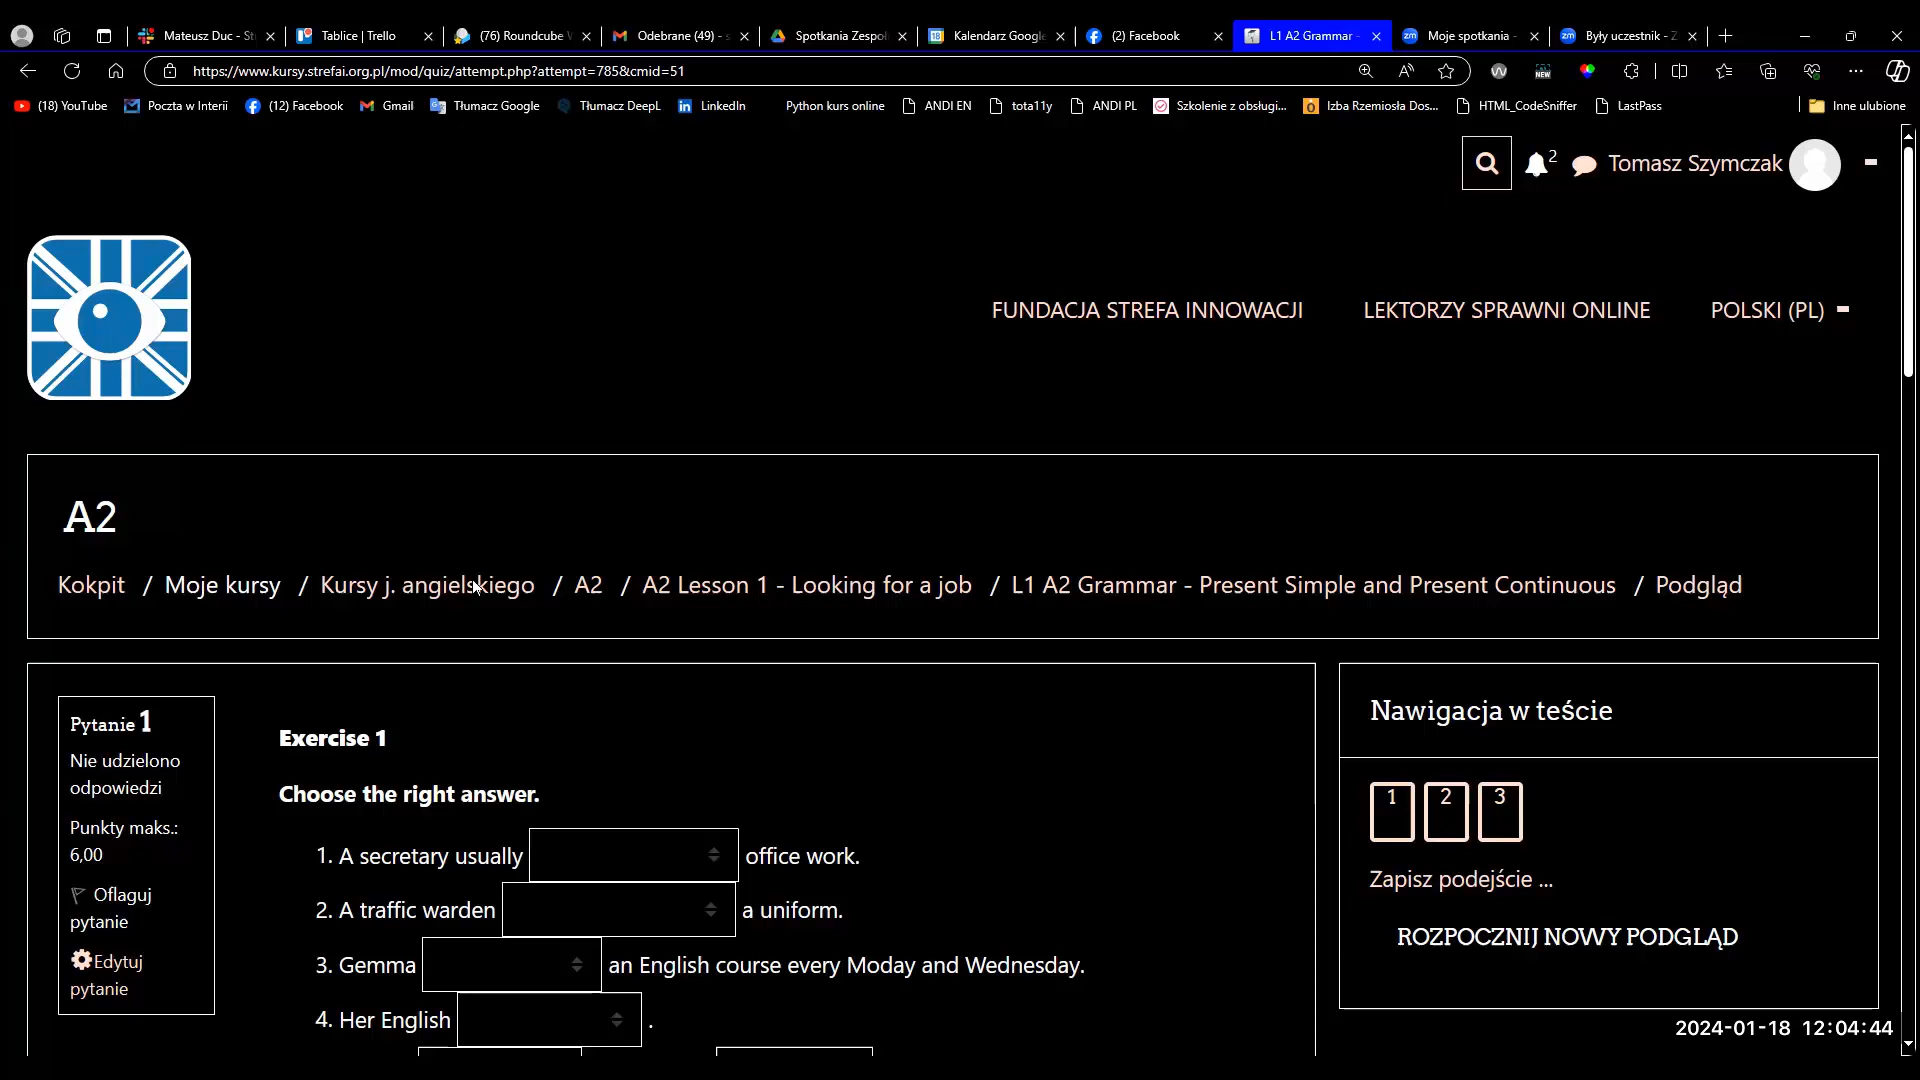 Mateusz Duc - St
Tablice | Trello
(76) Roundcube W
Odebrane (49) - s
Spotkania Zespoł
Kalendarz Google
(2) Facebook
L1 A2 Grammar -
Moje spotkania -
Były uczestnik - Z
https://www.kursy.strefai.org.pl/mod/quiz/attempt.php?attempt=785&cmid=51
(18) YouTube
Poczta w Interii
(12) Facebook
Gmail
Tłumacz Google
Tłumacz DeepL
LinkedIn
Python kurs online
ANDI EN
tota11y
ANDI PL
Szkolenie z obsługi...
Izba Rzemiosła Dos...
HTML_CodeSniffer
LastPass
Inne ulubione
2
Tomasz Szymczak
FUNDACJA STREFA INNOWACJI
LEKTORZY SPRAWNI ONLINE
POLSKI (PL)
A2
Kokpit / Moje kursy / Kursy j. angielskiego / A2 / A2 Lesson 1 - Looking for a job / L1 A2 Grammar - Present Simple and Present Continuous / Podgląd
Pytanie 1
Nie udzielono
odpowiedzi
Punkty maks.:
6,00
Oflaguj
pytanie
Edytuj
pytanie
Exercise 1
Choose the right answer.
1. A secretary usually office work.
2. A traffic warden a uniform.
3. Gemma an English course every Moday and Wednesday.
4. Her English .
Nawigacja w teście
1 2 3
Zapisz podejście ...
ROZPOCZNIJ NOWY PODGLĄD
2024-01-18 12:04:44